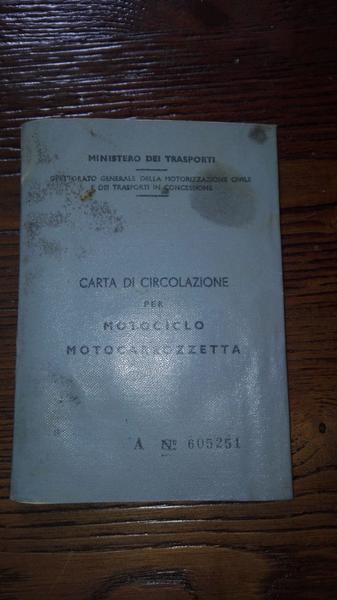 MINISTERO DEI TRASPORTI
ISPETTORATO GENERALE DELLA MOTORIZZAZIONE CIVILE
E DEI TRASPORTI IN CONCESSIONE
CARTA DI CIRCOLAZIONE
PER
MOTOCICLO
MOTOCARROZZETTA
A Nº 605251